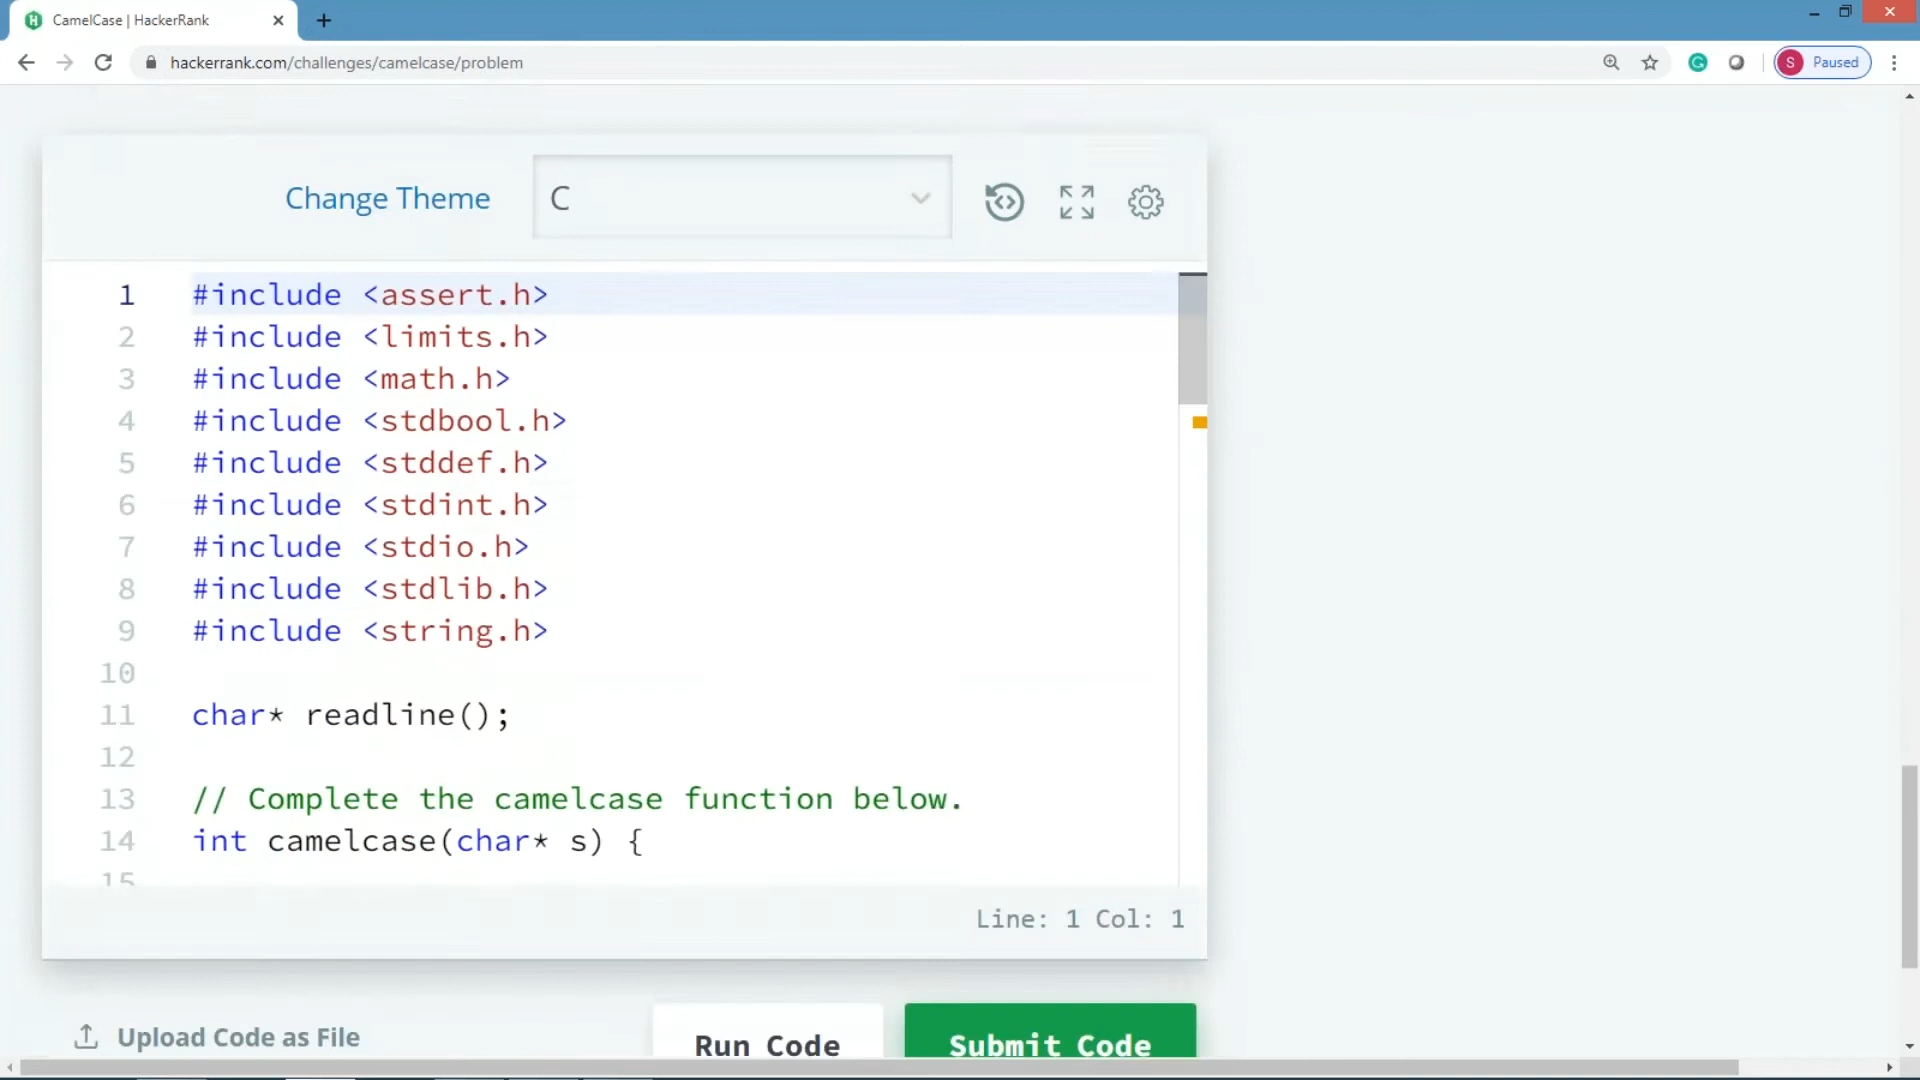 CamelCase | HackerRank
hackerrank.com/challenges/camelcase/problem
S Paused
Change Theme
C
1 #include <assert.h>
2 #include <limits.h>
3 #include <math.h>
4 #include <stdbool.h>
5 #include <stddef.h>
6 #include <stdint.h>
7 #include <stdio.h>
8 #include <stdlib.h>
9 #include <string.h>
10
11 char* readline();
12
13 // Complete the camelcase function below.
14 int camelcase(char* s) {
15
Line: 1 Col: 1
Upload Code as File
Run Code
Submit Code